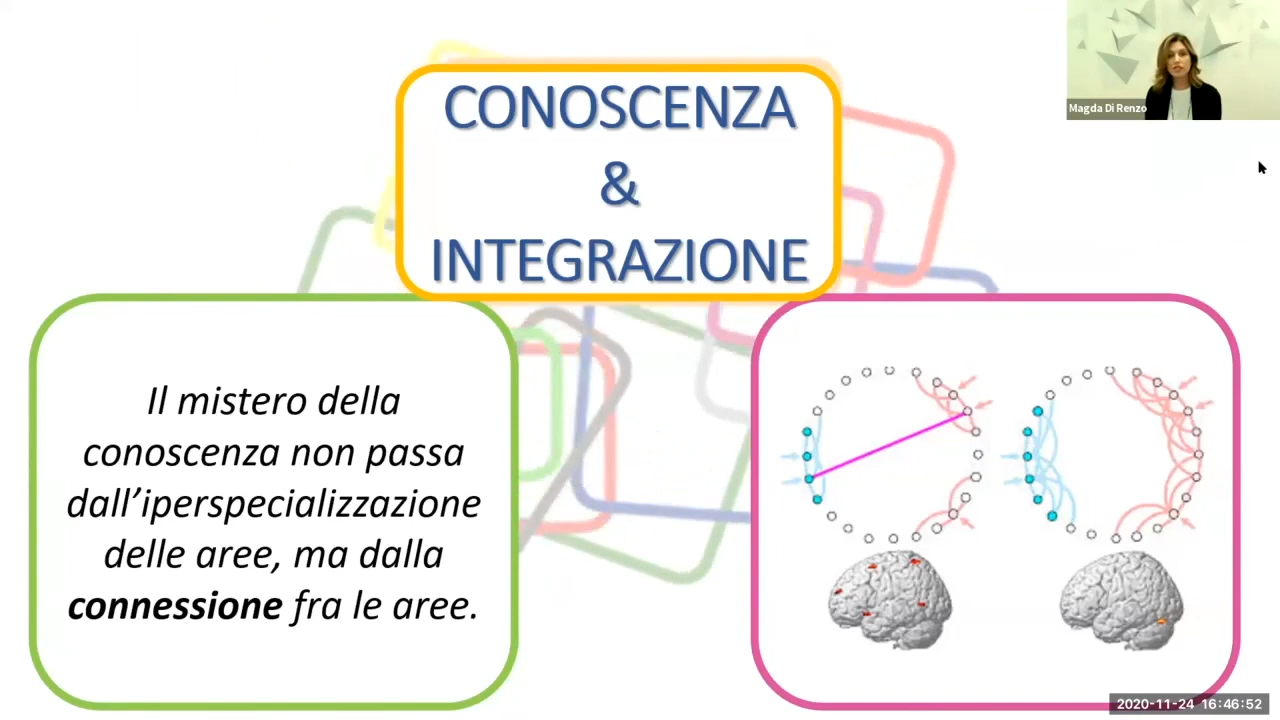 CONOSCENZA
&
INTEGRAZIONE
Magda Di Renzo
Il mistero della
conoscenza non passa
dall'iperspecializzazione
delle aree, ma dalla
connessione fra le aree.
2020-11-24 16:46:52